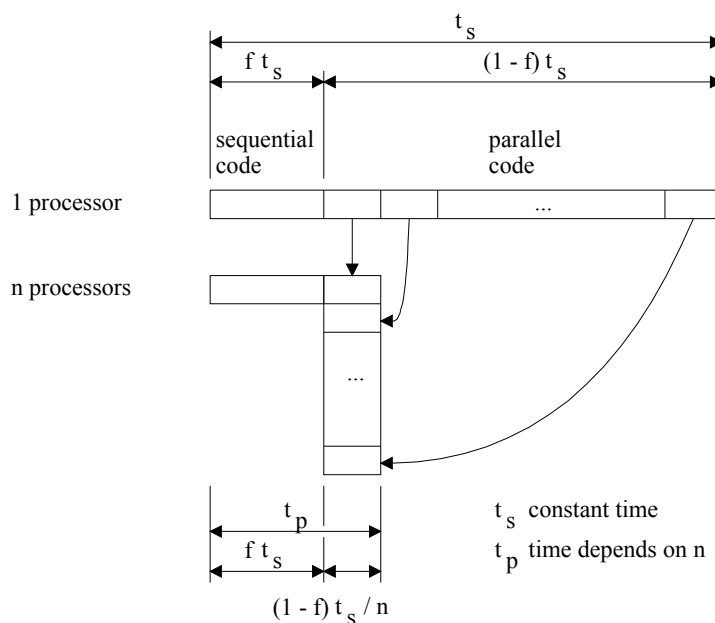 t_s
f t_s
(1 - f) t_s
sequential
code
parallel
code
1 processor
...
n processors
...
t_p
t_s constant time
f t_s
t_p time depends on n
(1 - f) t_s / n